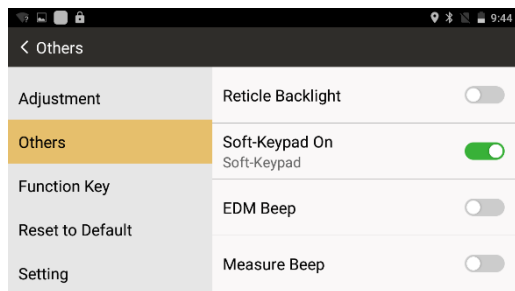 9:44
< Others
Adjustment
Others
Function Key
Reset to Default
Setting
Reticle Backlight
Soft-Keypad On
Soft-Keypad
EDM Beep
Measure Beep